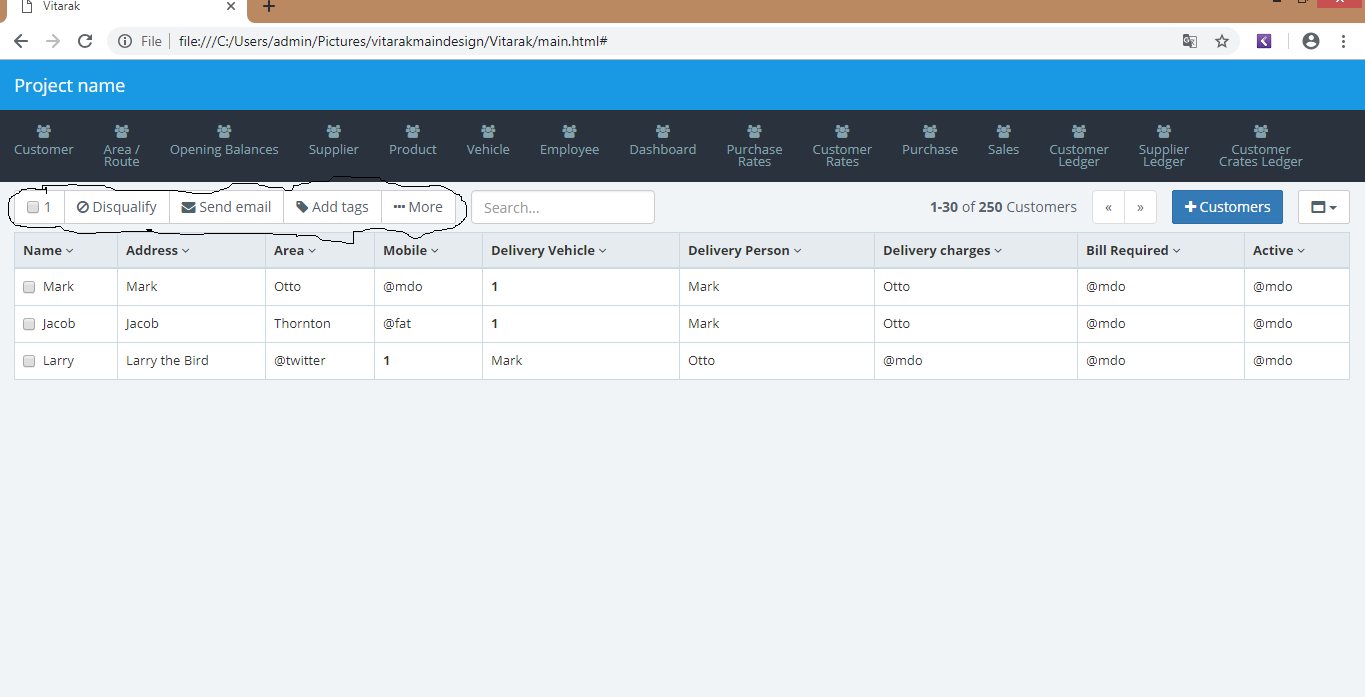 Vitarak
File file:///C:/Users/admin/Pictures/vitarakmaindesign/Vitarak/main.html#
Project name
Customer Area / Route Opening Balances Supplier Product Vehicle Employee Dashboard Purchase Rates Customer Rates Purchase Sales Customer Ledger Supplier Ledger Customer Crates Ledger
1 Disqualify Send email Add tags ••• More Search... 1-30 of 250 Customers « » +Customers
Name Address Area Mobile Delivery Vehicle Delivery Person Delivery charges Bill Required Active
Mark Mark Otto @mdo 1 Mark Otto @mdo @mdo
Jacob Jacob Thornton @fat 1 Mark Otto @mdo @mdo
Larry Larry the Bird @twitter 1 Mark Otto @mdo @mdo @mdo